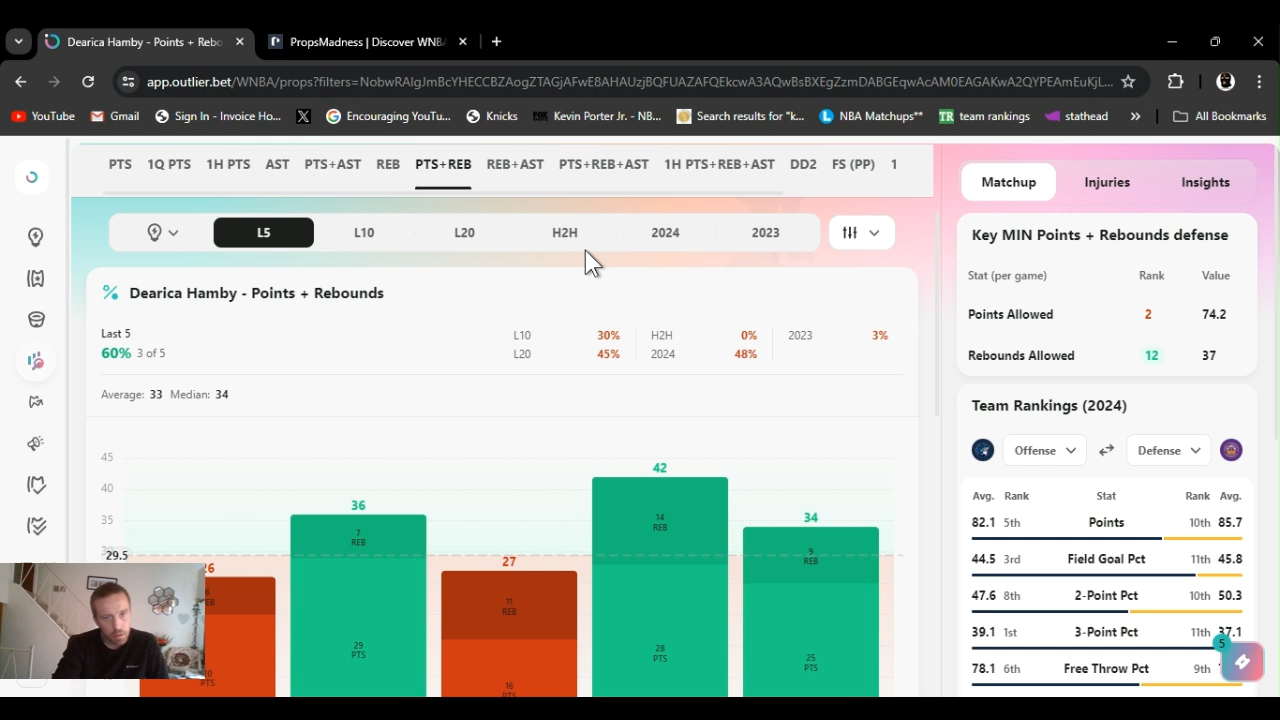 Dearica Hamby - Points + Rebo
PropsMadness | Discover WNB
app.outlier.bet/WNBA/props?filters=NobwRAlgJmBcYHECCBZAogZTAGjAFwE8AHAUzjBQFUAZAFQEkcwA3AQwBsBXEgZzmDABGEqwAcAM0EAGAKwA2QYPEAmEuKjL...
YouTube Gmail Sign In - Invoice Ho... Encouraging YouTu... Knicks Kevin Porter Jr. - NB... Search results for "k... NBA Matchups** team rankings stathead » All Bookmarks
PTS 1Q PTS 1H PTS AST PTS+AST REB PTS+REB REB+AST PTS+REB+AST 1H PTS+REB+AST DD2 FS (PP) 1
L5 L10 L20 H2H 2024 2023
Dearica Hamby - Points + Rebounds
Last 5
60% 3 of 5
L10 30% H2H 0% 2023 3%
L20 45% 2024 48%
Average: 33 Median: 34
45
40
35
29.5
26
36
7
REB
29
PTS
27
11
REB
16
PTS
42
14
REB
28
PTS
34
9
REB
25
PTS
Matchup Injuries Insights
Key MIN Points + Rebounds defense
Stat (per game) Rank Value
Points Allowed 2 74.2
Rebounds Allowed 12 37
Team Rankings (2024)
Offense Defense
Avg. Rank Stat Rank Avg.
82.1 5th Points 10th 85.7
44.5 3rd Field Goal Pct 11th 45.8
47.6 8th 2-Point Pct 10th 50.3
39.1 1st 3-Point Pct 11th 37.1
78.1 6th Free Throw Pct 9th
5